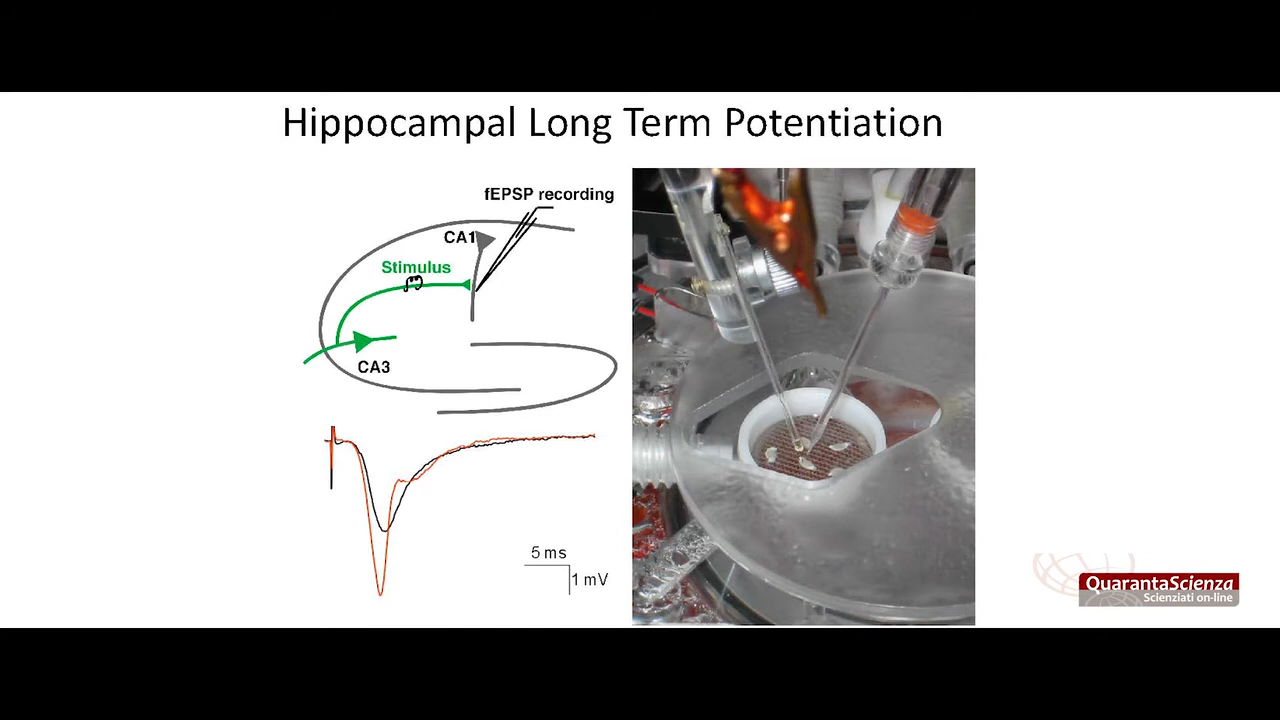 Hippocampal Long Term Potentiation
fEPSP recording
CA1
Stimulus
CA3
5 ms
1 mV
QuarantaScienza
Scienziati on-line